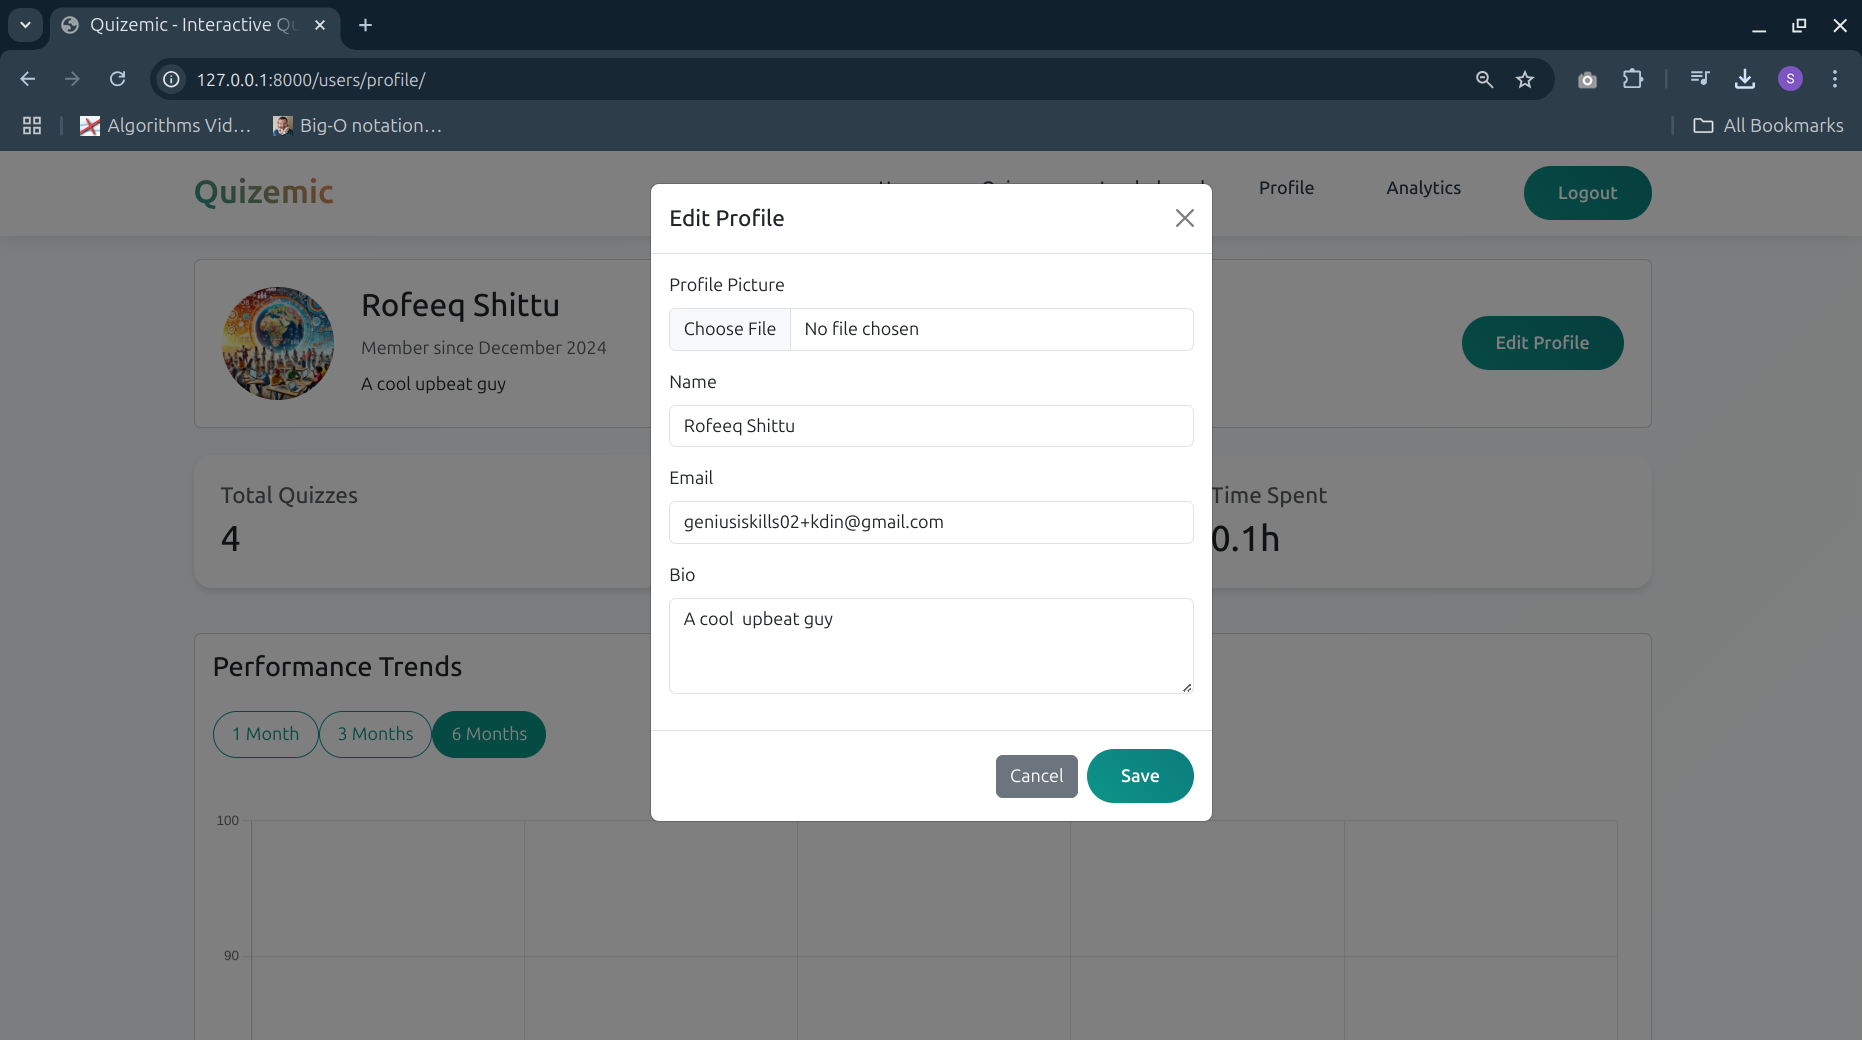 Quizemic - Interactive Qu
127.0.0.1:8000/users/profile/
S
Algorithms Vid...
Big-O notation...
All Bookmarks
Quizemic
Profile
Analytics
Logout
Rofeeq Shittu
Member since December 2024
A cool upbeat guy
Edit Profile
Total Quizzes
4
Time Spent
0.1h
Performance Trends
1 Month
3 Months
6 Months
100
90
Edit Profile
Profile Picture
Choose File
No file chosen
Name
Rofeeq Shittu
Email
geniusiskills02+kdin@gmail.com
Bio
A cool  upbeat guy
Cancel
Save